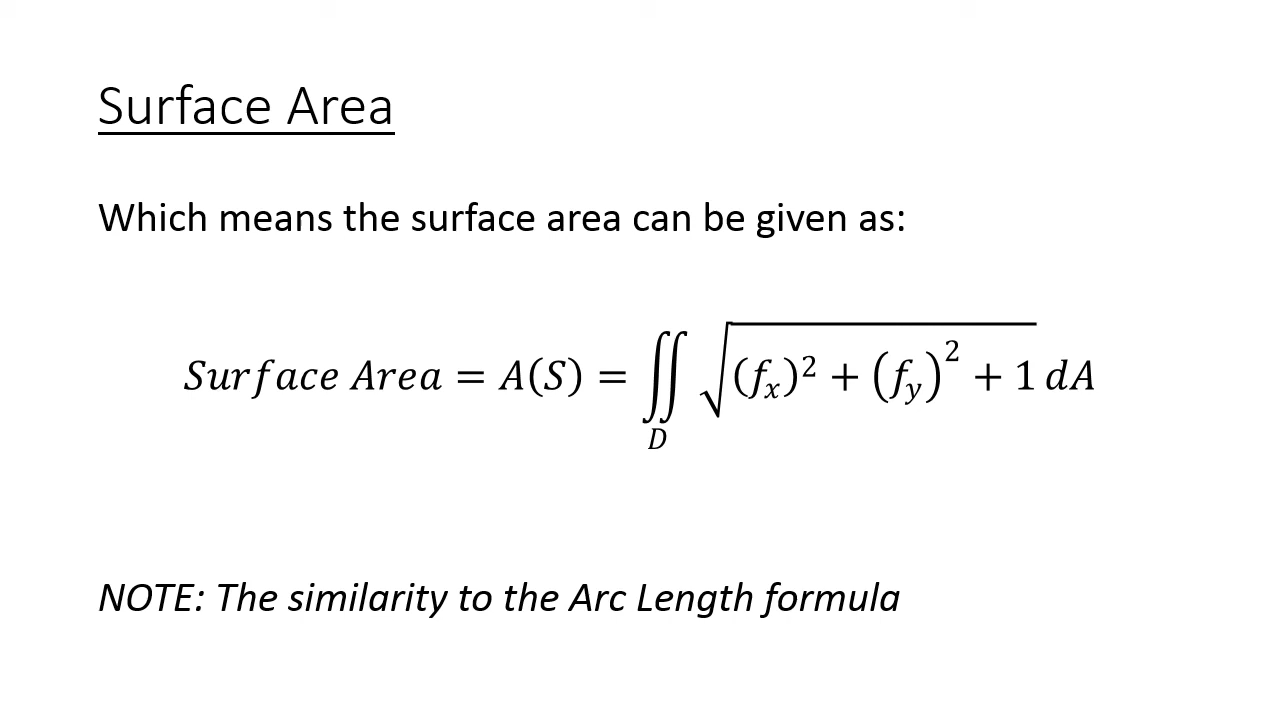 Surface Area
Which means the surface area can be given as:
Surface Area = A(S) = ∬_D √((f_x)² + (f_y)² + 1) dA
NOTE: The similarity to the Arc Length formula